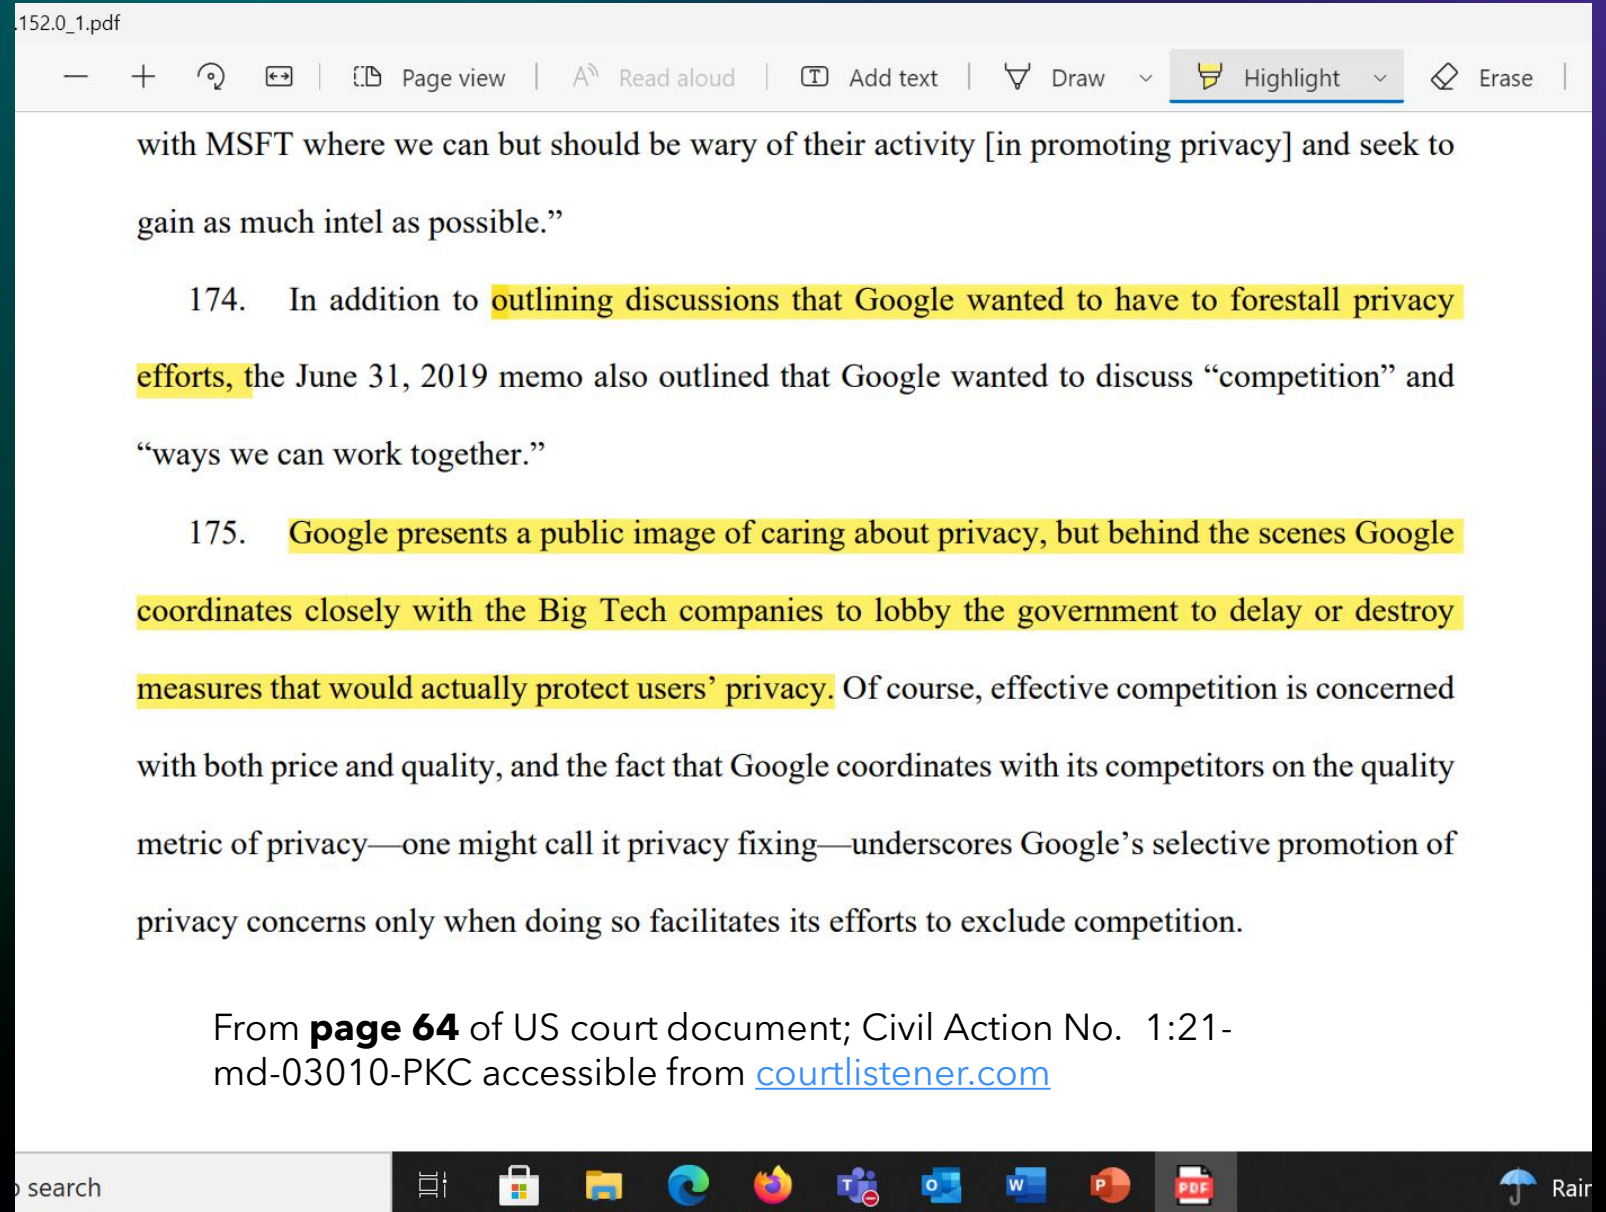 .152.0_1.pdf
Page view
Read aloud
Add text
Draw
Highlight
Erase
with MSFT where we can but should be wary of their activity [in promoting privacy] and seek to
gain as much intel as possible.”
174. In addition to outlining discussions that Google wanted to have to forestall privacy
efforts, the June 31, 2019 memo also outlined that Google wanted to discuss “competition” and
“ways we can work together.”
175. Google presents a public image of caring about privacy, but behind the scenes Google
coordinates closely with the Big Tech companies to lobby the government to delay or destroy
measures that would actually protect users’ privacy. Of course, effective competition is concerned
with both price and quality, and the fact that Google coordinates with its competitors on the quality
metric of privacy—one might call it privacy fixing—underscores Google’s selective promotion of
privacy concerns only when doing so facilitates its efforts to exclude competition.
From page 64 of US court document; Civil Action No. 1:21-
md-03010-PKC accessible from courtlistener.com
search
PDF